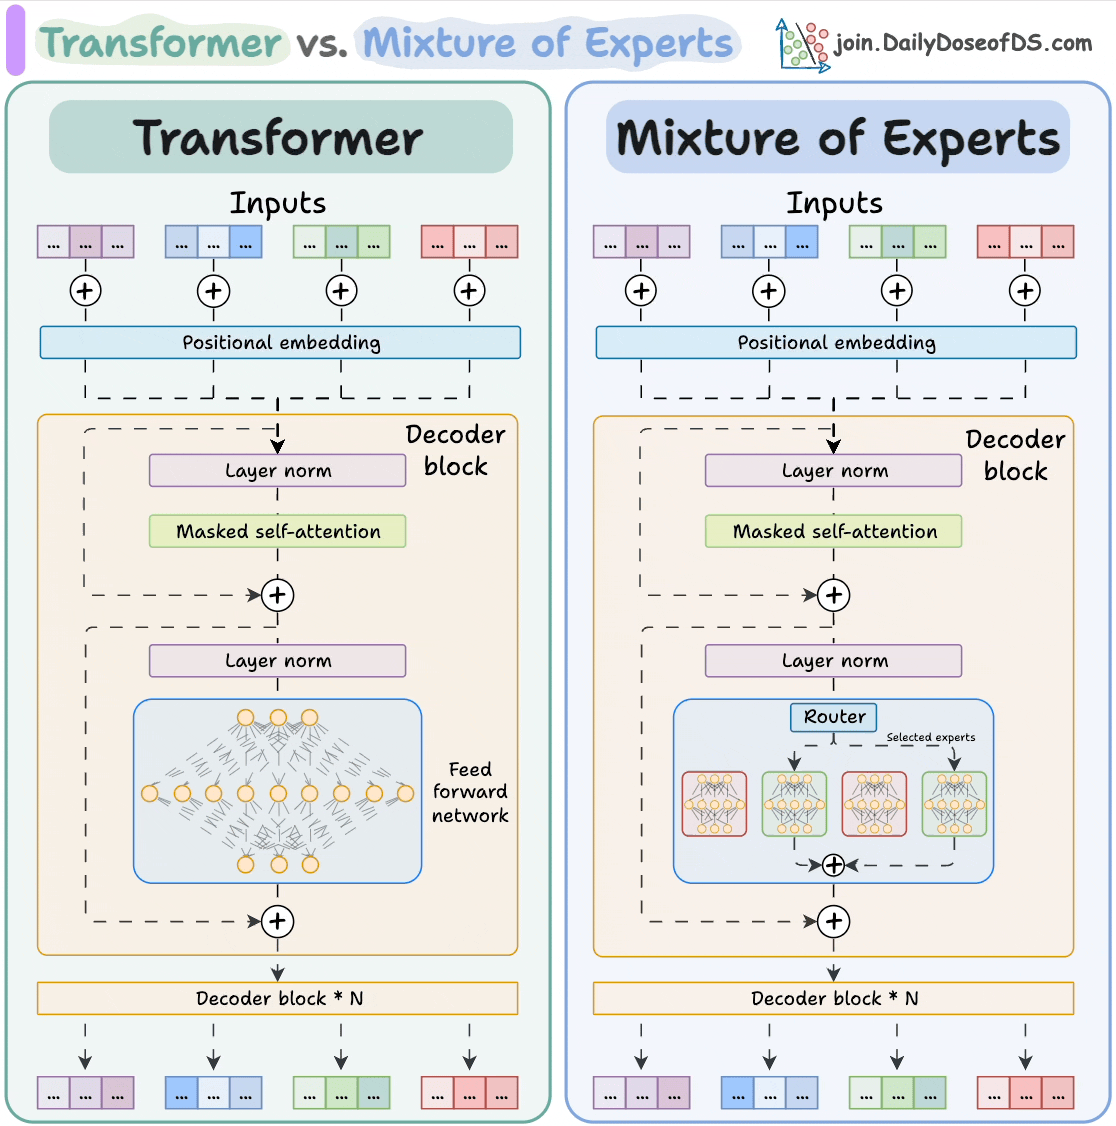 Transformer vs. Mixture of Experts
join.DailyDoseofDS.com
Transformer
Inputs
... ... ... ... ... ... ... ... ... ... ... ...
+ + + +
Positional embedding
Decoder
block
Layer norm
Masked self-attention
+
Layer norm
Feed
forward
network
+
Decoder block * N
... ... ... ... ... ... ... ... ... ... ... ...
Mixture of Experts
Inputs
... ... ... ... ... ... ... ... ... ... ... ...
+ + + +
Positional embedding
Decoder
block
Layer norm
Masked self-attention
+
Layer norm
Router
Selected experts
+
+
Decoder block * N
... ... ... ... ... ... ... ... ... ... ... ...